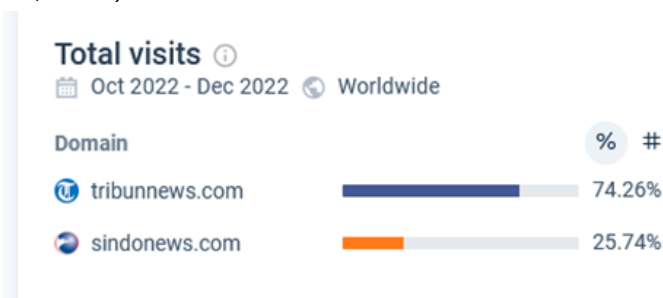 Total visits
Oct 2022 - Dec 2022 Worldwide
Domain % #
tribunnews.com 74.26%
sindonews.com 25.74%